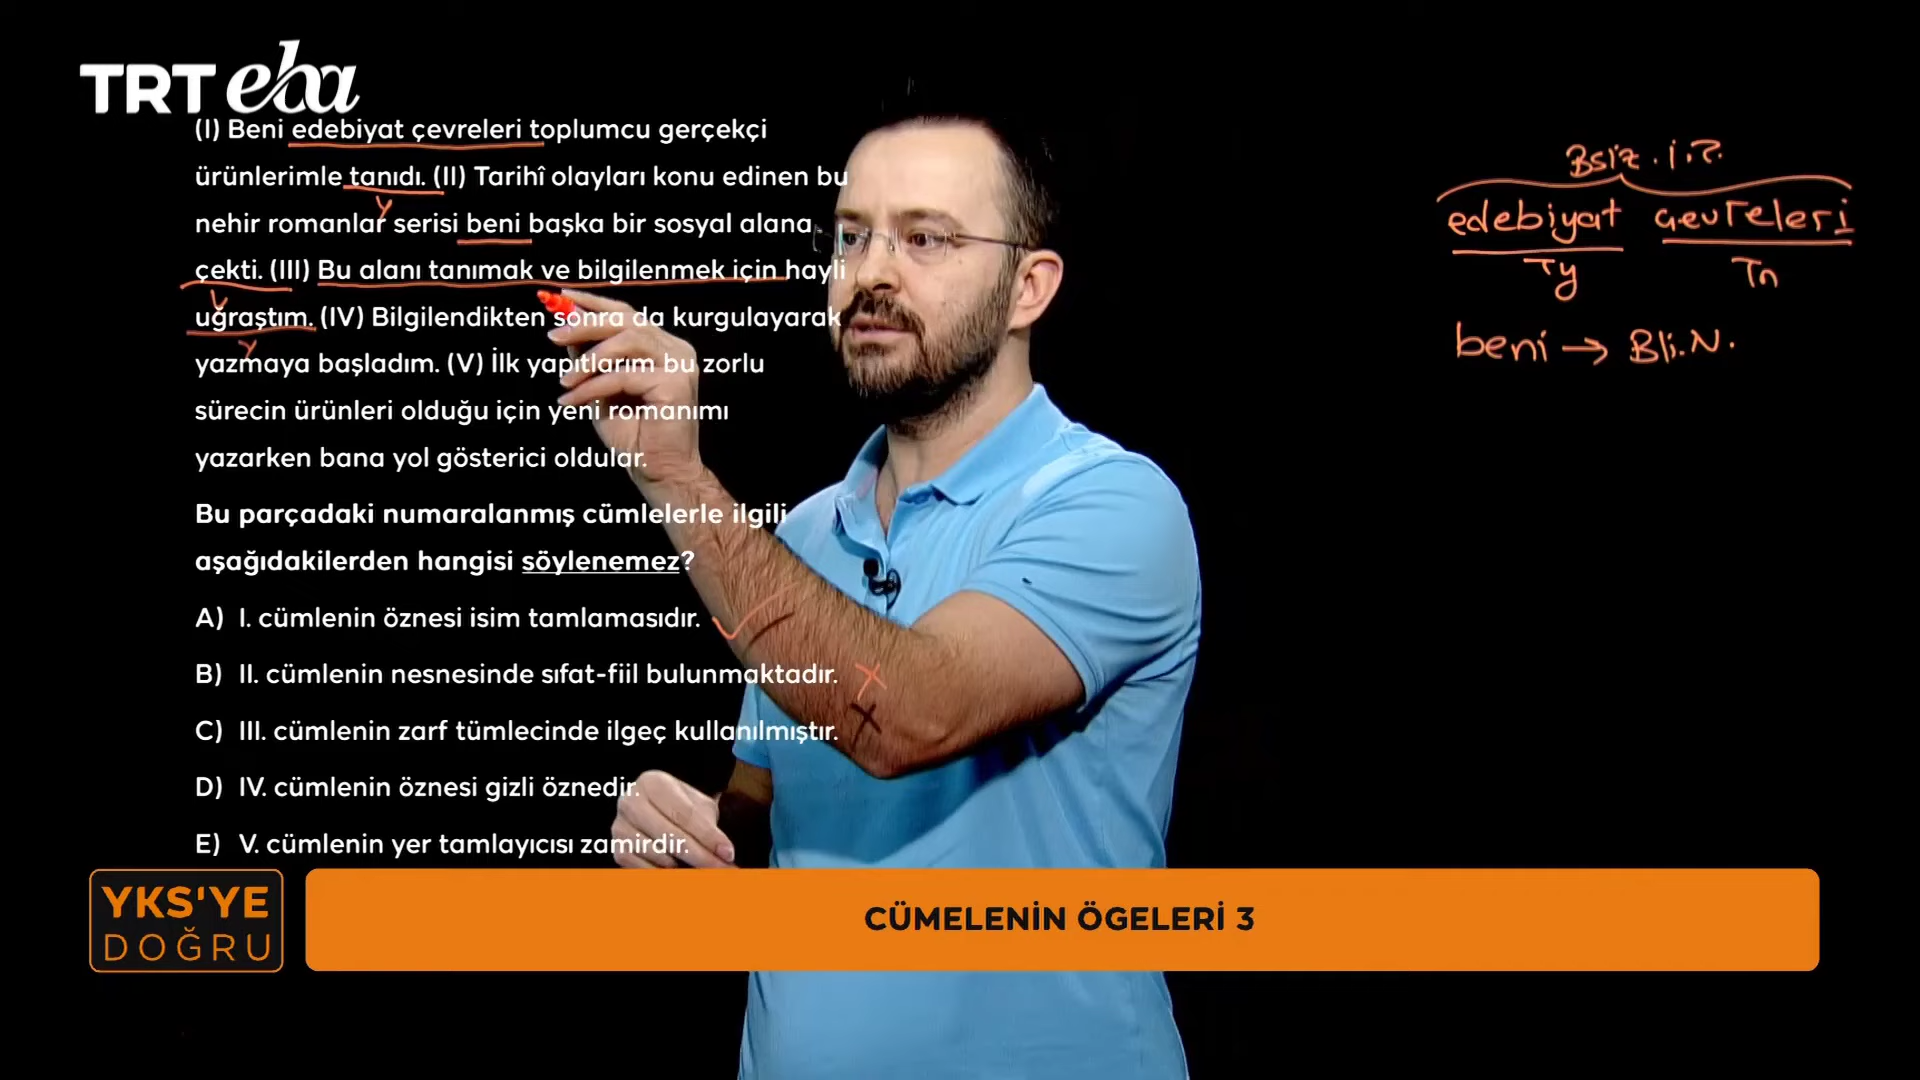 TRT eba
(I) Beni edebiyat çevreleri toplumcu gerçekçi
ürünlerimle tanıdı. (II) Tarihî olayları konu edinen bu
nehir romanlar serisi beni başka bir sosyal alana
çekti. (III) Bu alanı tanımak ve bilgilenmek için hayli
uğraştım. (IV) Bilgilendikten sonra da kurgulayarak
yazmaya başladım. (V) İlk yapıtlarım bu zorlu
sürecin ürünleri olduğu için yeni romanımı
yazarken bana yol gösterici oldular.
Bu parçadaki numaralanmış cümlelerle ilgili
aşağıdakilerden hangisi söylenemez?
A) I. cümlenin öznesi isim tamlamasıdır.
B) II. cümlenin nesnesinde sıfat-fiil bulunmaktadır.
C) III. cümlenin zarf tümlecinde ilgeç kullanılmıştır.
D) IV. cümlenin öznesi gizli öznedir.
E) V. cümlenin yer tamlayıcısı zamirdir.
Bsiz. i.?
edebiyat çevreleri
Ty Tn
beni → Bli.N.
y
y
y
YKS'YE
DOĞRU
CÜMELENİN ÖGELERİ 3